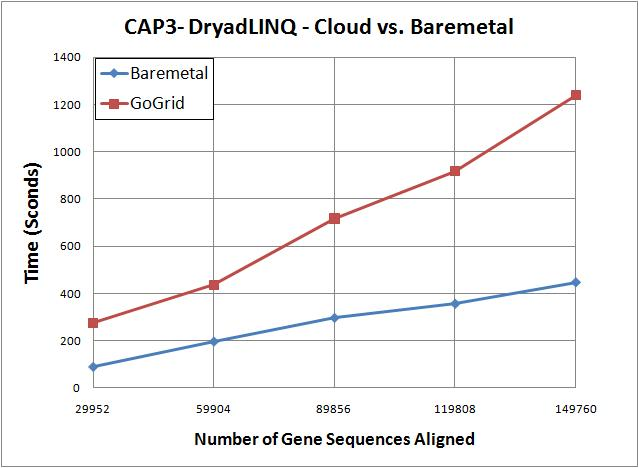 CAP3- DryadLINQ - Cloud vs. Baremetal
1400
1200
1000
800
600
400
200
0
Baremetal
GoGrid
Time (Sconds)
29952 59904 89856 119808 149760
Number of Gene Sequences Aligned